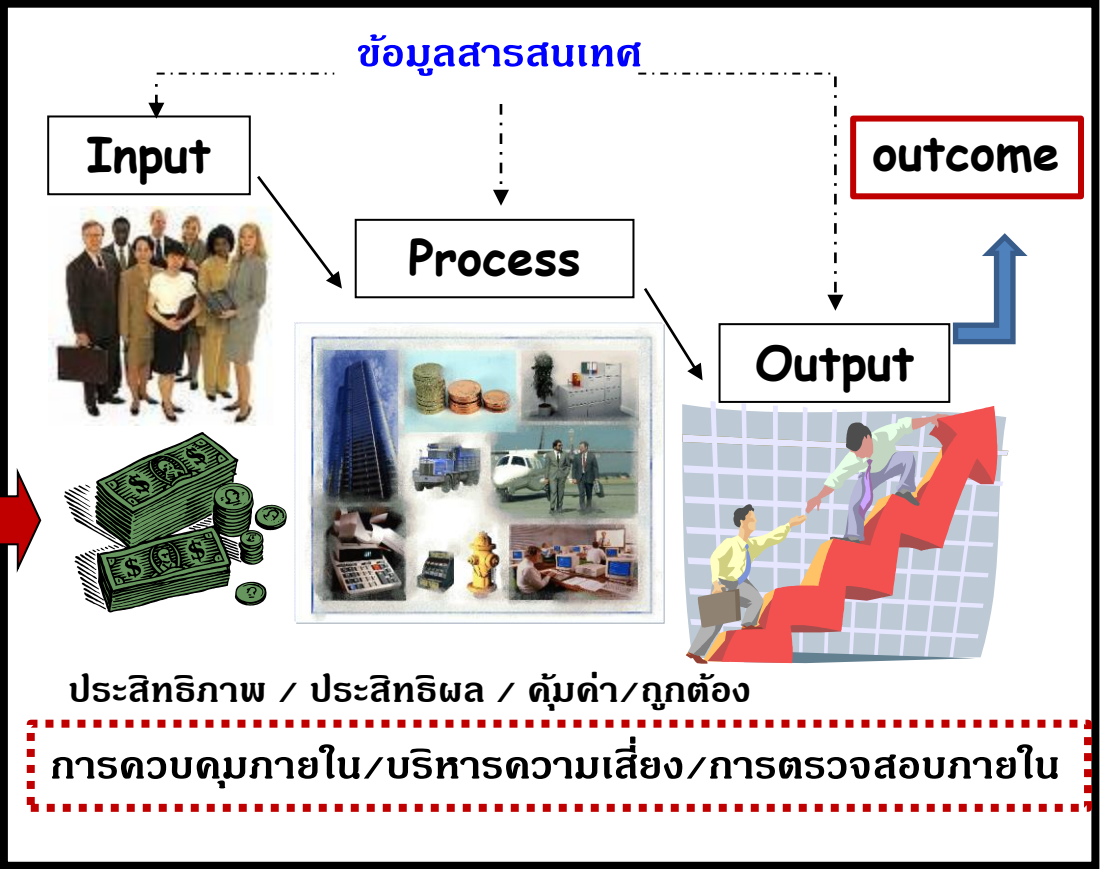 ข้อมูลสารสนเทศ
Input
outcome
Process
Output
ประสิทธิภาพ / ประสิทธิผล / คุ้มค่า/ถูกต้อง
การควบคุมภายใน/บริหารความเสี่ยง/การตรวจสอบภายใน